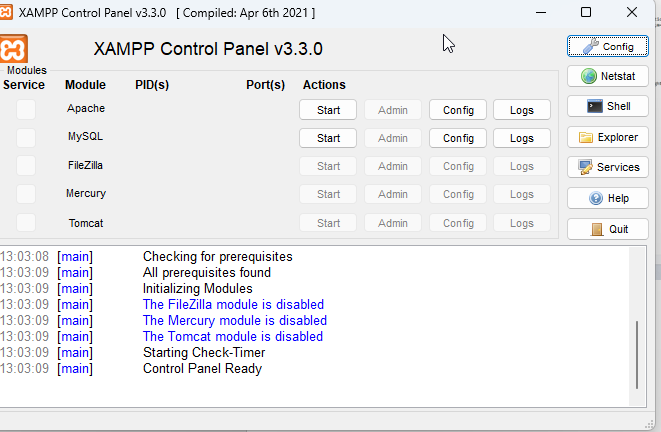 XAMPP Control Panel v3.3.0 [ Compiled: Apr 6th 2021 ]
XAMPP Control Panel v3.3.0
Config
Modules
Service Module PID(s) Port(s) Actions
Netstat
Apache Start Admin Config Logs
Shell
MySQL Start Admin Config Logs
Explorer
FileZilla Start Admin Config Logs
Services
Mercury Start Admin Config Logs
Help
Tomcat Start Admin Config Logs
Quit
13:03:08 [main] Checking for prerequisites
13:03:09 [main] All prerequisites found
13:03:09 [main] Initializing Modules
13:03:09 [main] The FileZilla module is disabled
13:03:09 [main] The Mercury module is disabled
13:03:09 [main] The Tomcat module is disabled
13:03:09 [main] Starting Check-Timer
13:03:09 [main] Control Panel Ready